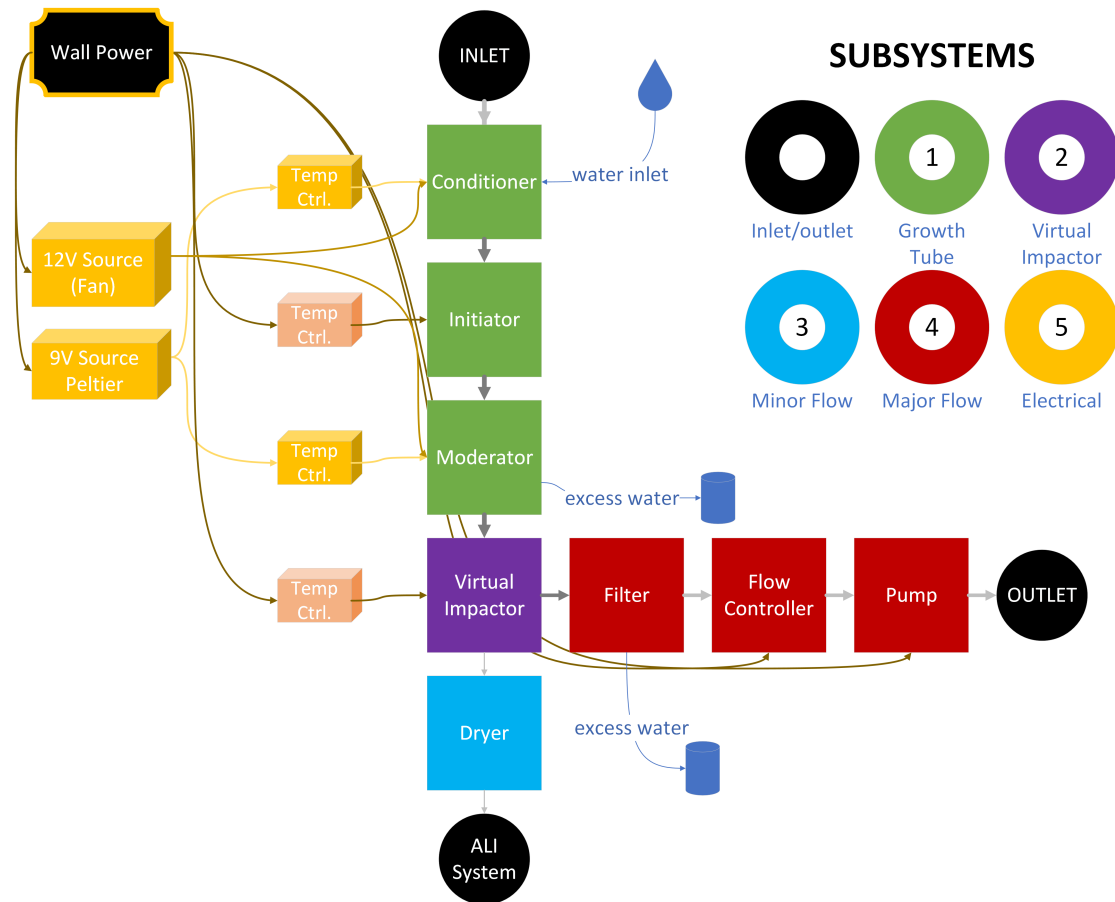 Wall Power
INLET
SUBSYSTEMS
1
2
Inlet/outlet
Growth
Tube
Virtual
Impactor
3
4
5
Minor Flow
Major Flow
Electrical
Temp
Ctrl.
Conditioner
water inlet
12V Source
(Fan)
Temp
Ctrl.
Initiator
9V Source
Peltier
Temp
Ctrl.
Moderator
excess water
Temp
Ctrl.
Virtual
Impactor
Filter
Flow
Controller
Pump
OUTLET
Dryer
excess water
ALI
System